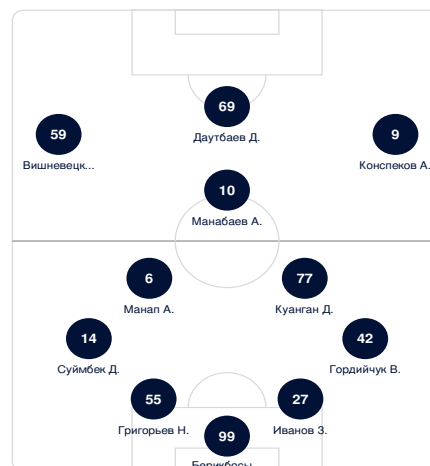 69
Даутбаев Д.
59
Вишневецк...
9
Конспеков А.
10
Манабаев А.
6
Манап А.
77
Куанган Д.
14
Суймбек Д.
42
Гордийчук В.
55
Григорьев Н.
27
Иванов З.
99